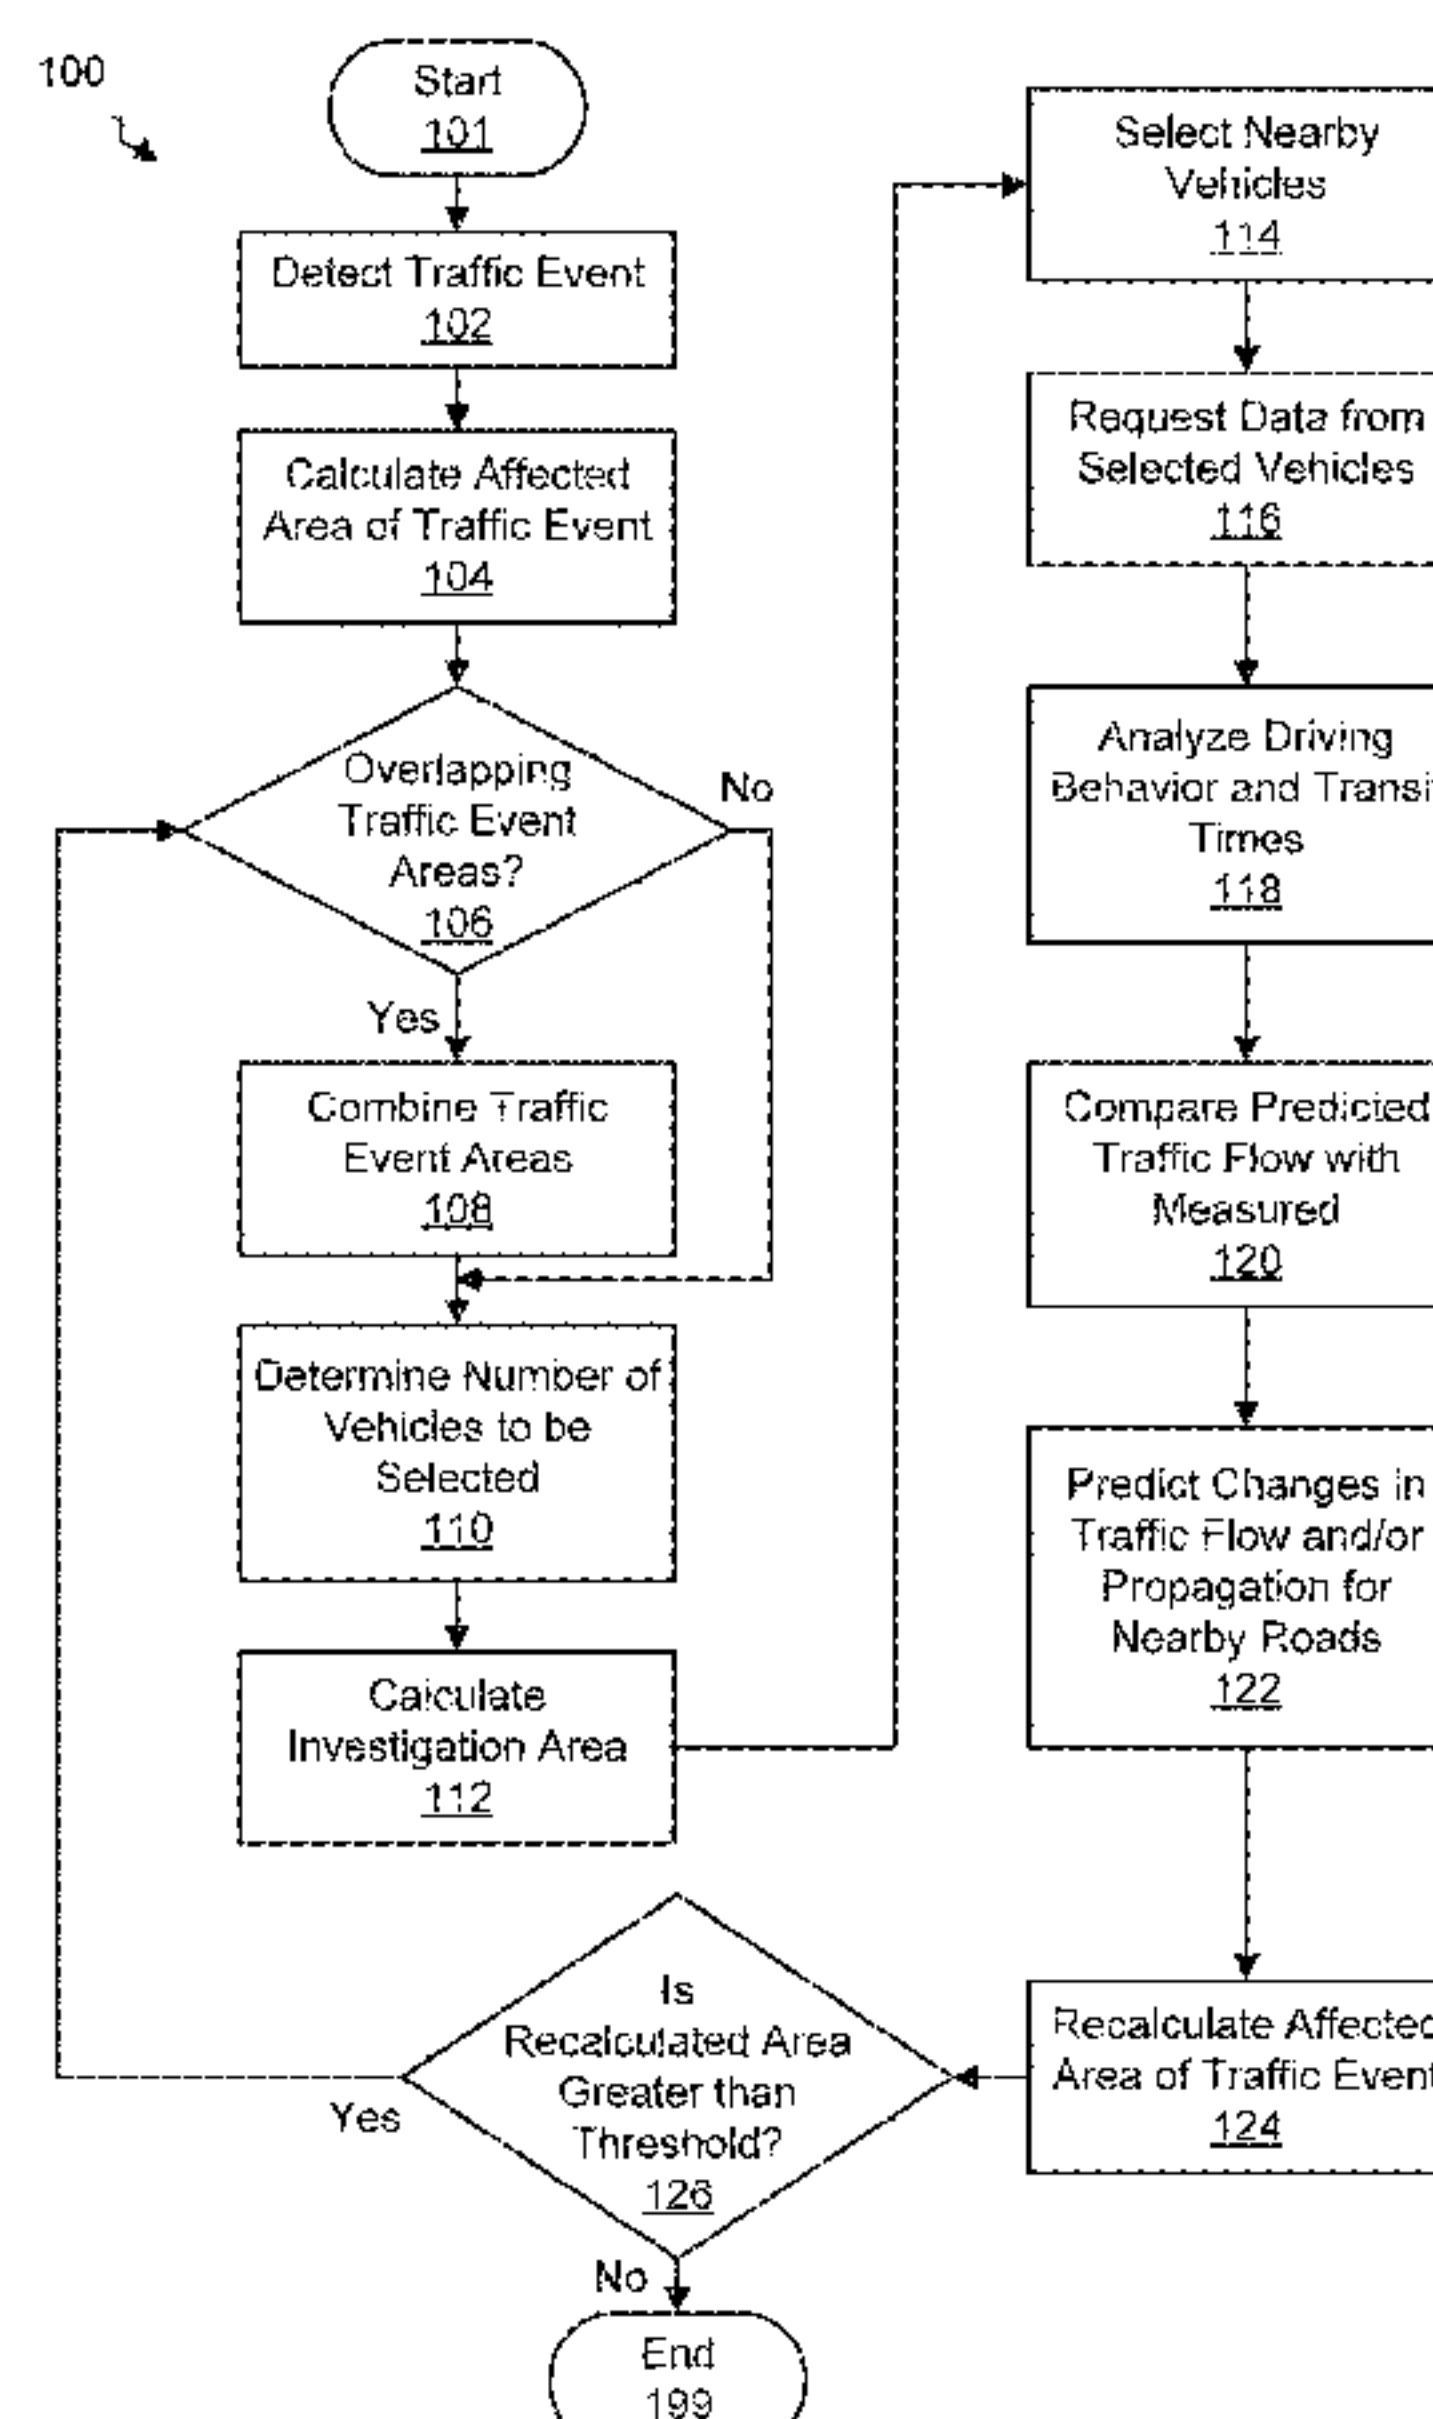 100
Start
101
Detect Traffic Event
102
Calculate Affected
Area of Traffic Event
104
Overlapping
Traffic Event
Areas?
106
No
Yes
Combine Traffic
Event Areas
108
Determine Number of
Vehicles to be
Selected
110
Calculate
Investigation Area
112
Select Nearby
Vehicles
114
Request Data from
Selected Vehicles
116
Analyze Driving
Behavior and Transit
Times
118
Compare Predicted
Traffic Flow with
Measured
120
Predict Changes in
Traffic Flow and/or
Propagation for
Nearby Roads
122
Recalculate Affected
Area of Traffic Event
124
Is
Recalculated Area
Greater than
Threshold?
126
Yes
No
End
199